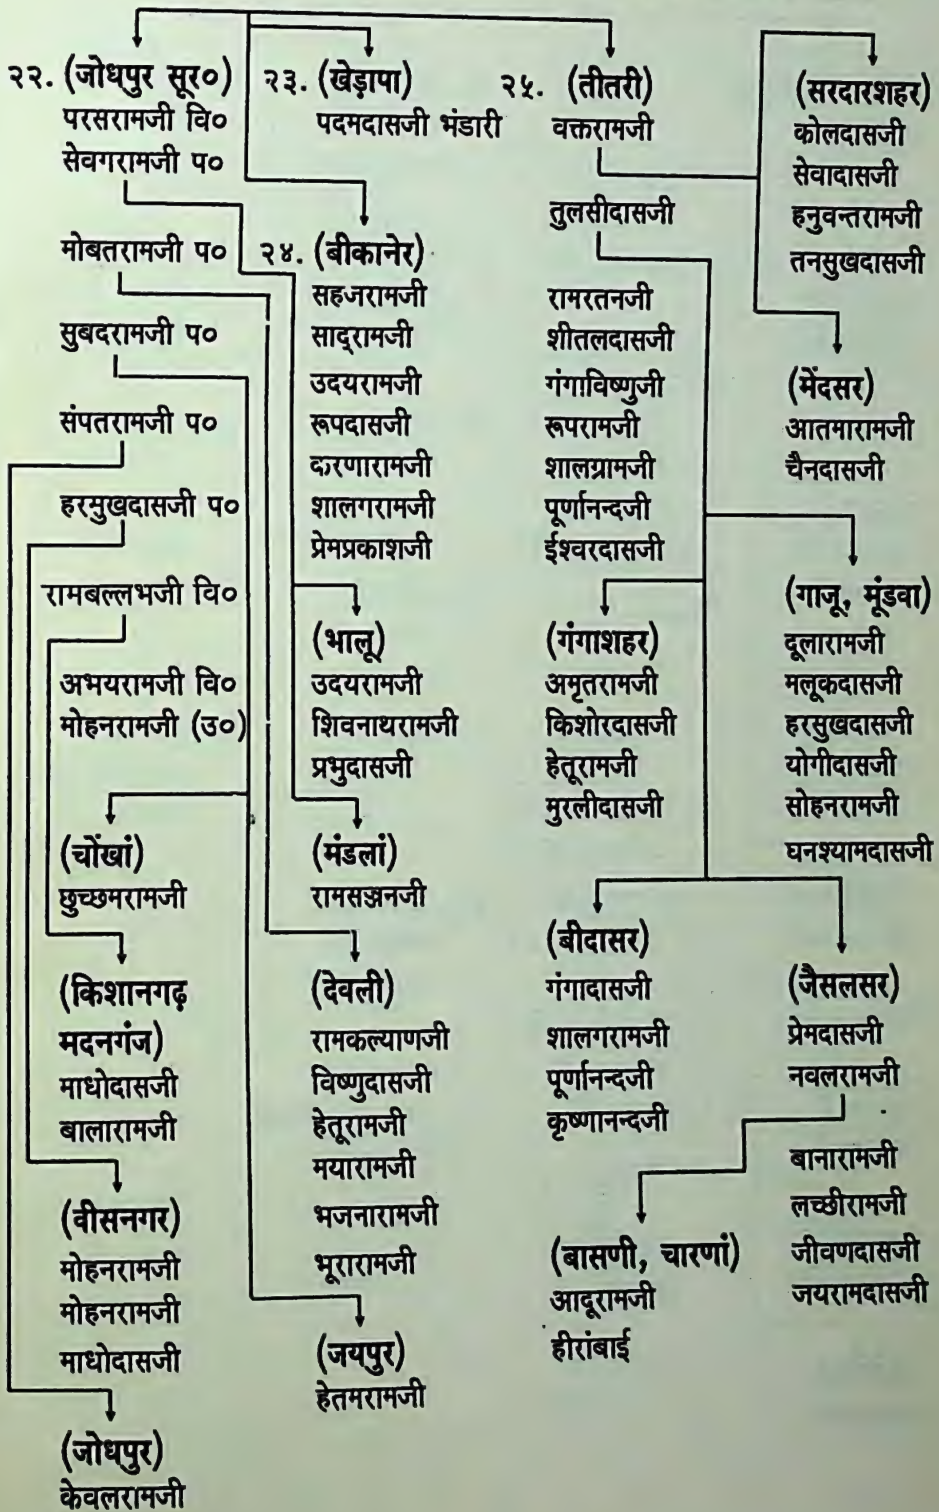 २२. (जोधपुर सूर०)
परसरामजी वि०
सेवगरामजी प०
मोबतरामजी प०
सुबदरामजी प०
संपतरामजी प०
हरमुखदासजी प०
रामबल्लभजी वि०
अभयरामजी वि०
मोहनरामजी (उ०)
(चोंखां)
छुच्छमरामजी
(किशानगढ़
मदनगंज)
माधोदासजी
बालारामजी
(वीसनगर)
मोहनरामजी
मोहनरामजी
माधोदासजी
(जोधपुर)
केवलरामजी
२३. (खेड़ापा)
पदमदासजी भंडारी
२४. (बीकानेर)
सहजरामजी
सादूरामजी
उदयरामजी
रूपदासजी
करणारामजी
शालगरामजी
प्रेमप्रकाशजी
(भालू)
उदयरामजी
शिवनाथरामजी
प्रभुदासजी
(मंडलां)
रामसज्जनजी
(देवली)
रामकल्याणजी
विष्णुदासजी
हेतूरामजी
मयारामजी
भजनारामजी
भूरारामजी
(जयपुर)
हेतमरामजी
२५. (तीतरी)
वक्तरामजी
तुलसीदासजी
रामरतनजी
शीतलदासजी
गंगाविष्णुजी
रूपरामजी
शालग्रामजी
पूर्णानन्दजी
ईश्वरदासजी
(गंगाशहर)
अमृतरामजी
किशोरदासजी
हेतूरामजी
मुरलीदासजी
(बीदासर)
गंगादासजी
शालगरामजी
पूर्णानन्दजी
कृष्णानन्दजी
(बासणी, चारणां)
आदूरामजी
हीरांबाई
(सरदारशहर)
कोलदासजी
सेवादासजी
हनुवन्तरामजी
तनसुखदासजी
(मेंदसर)
आतमारामजी
चैनदासजी
(गाजू, मूंडवा)
दूलारामजी
मलूकदासजी
हरसुखदासजी
योगीदासजी
सोहनरामजी
घनश्यामदासजी
(जैसलसर)
प्रेमदासजी
नवलरामजी
बानारामजी
लच्छीरामजी
जीवणदासजी
जयरामदासजी